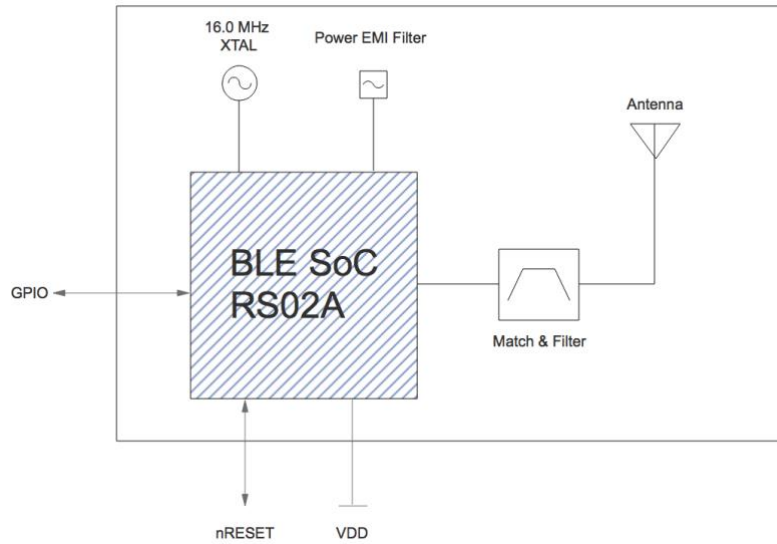 16.0 MHz
XTAL
Power EMI Filter
Antenna
BLE SoC
RS02A
GPIO
Match & Filter
nRESET
VDD